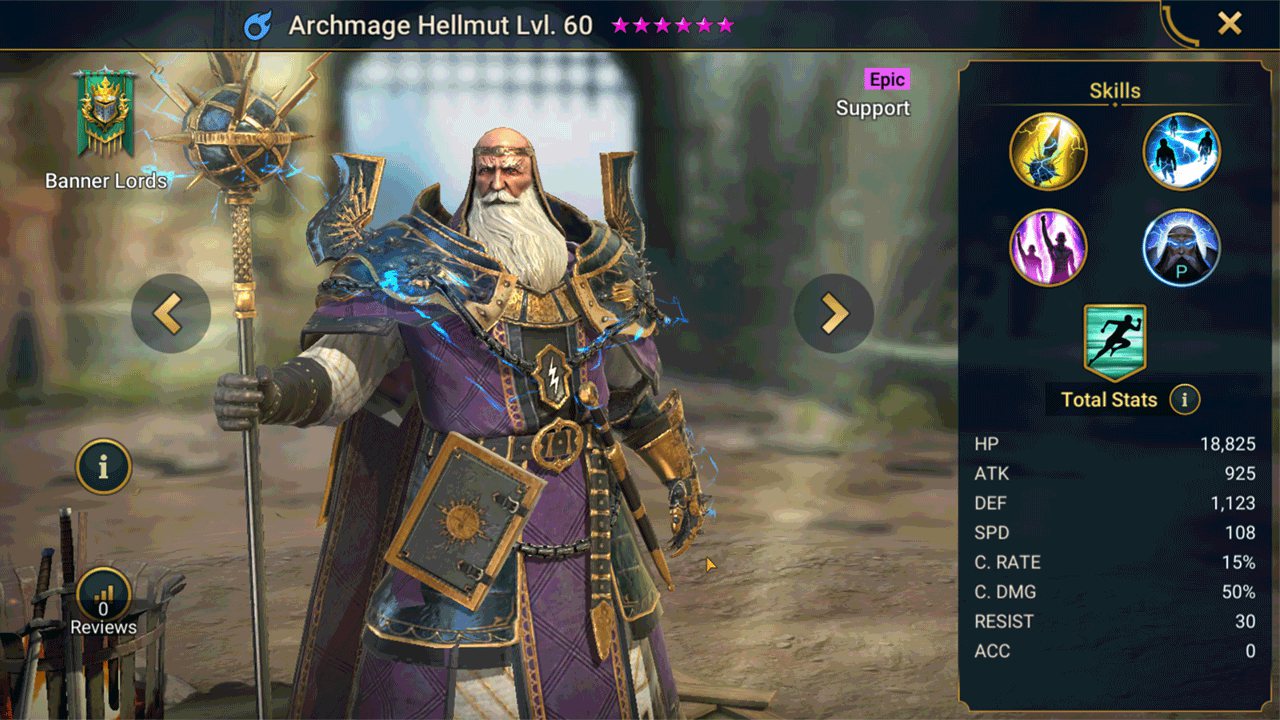 Archmage Hellmut Lvl. 60
Banner Lords
Epic
Support
Skills
P
Total Stats i
HP 18,825
ATK 925
DEF 1,123
SPD 108
C. RATE 15%
C. DMG 50%
RESIST 30
ACC 0
i
0
Reviews